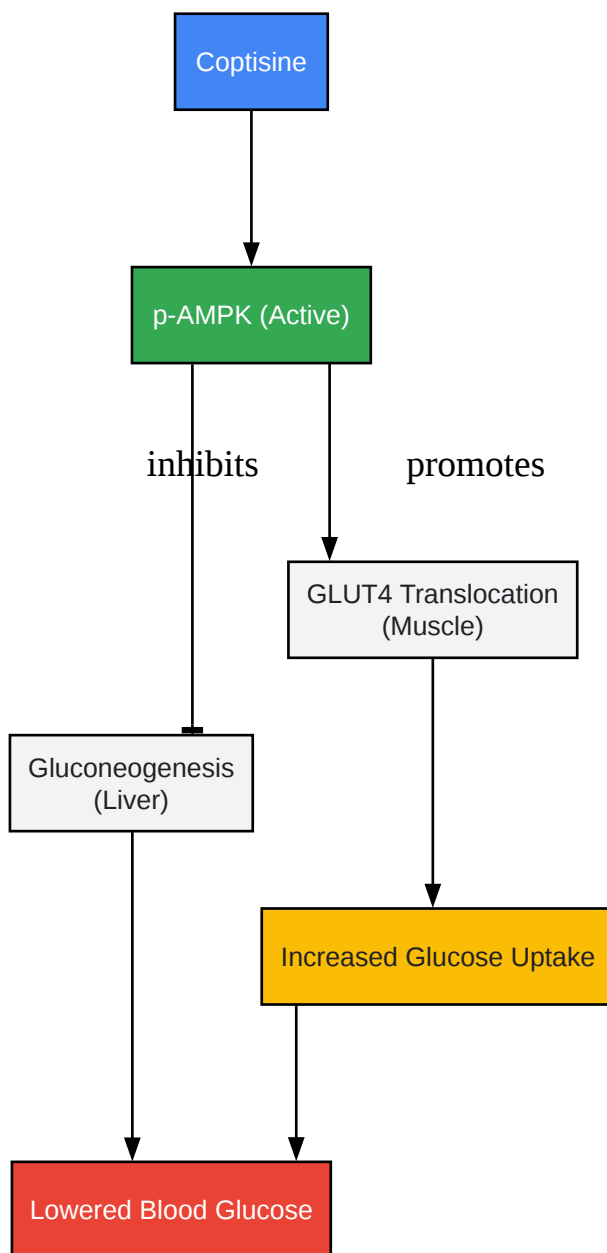 Coptisine
p-AMPK (Active)
inhibits
promotes
GLUT4 Translocation
(Muscle)
Gluconeogenesis
(Liver)
Increased Glucose Uptake
Lowered Blood Glucose